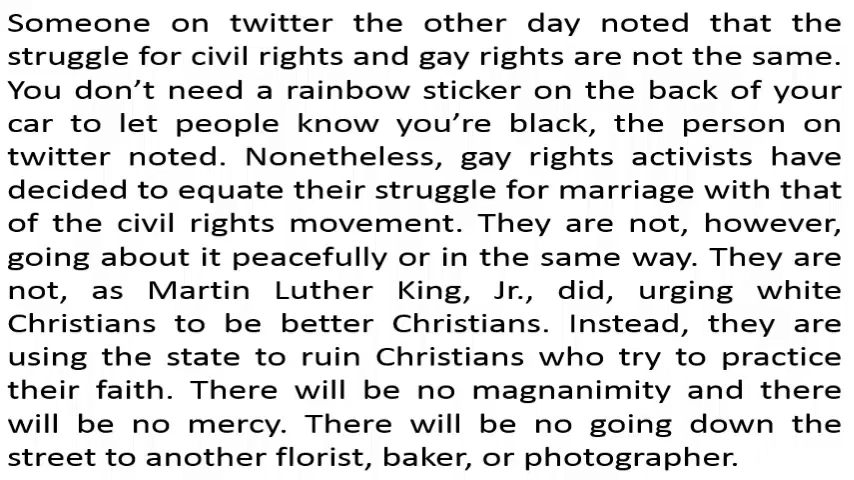 Someone on twitter the other day noted that the
struggle for civil rights and gay rights are not the same.
You don’t need a rainbow sticker on the back of your
car to let people know you’re black, the person on
twitter noted. Nonetheless, gay rights activists have
decided to equate their struggle for marriage with that
of the civil rights movement. They are not, however,
going about it peacefully or in the same way. They are
not, as Martin Luther King, Jr., did, urging white
Christians to be better Christians. Instead, they are
using the state to ruin Christians who try to practice
their faith. There will be no magnanimity and there
will be no mercy. There will be no going down the
street to another florist, baker, or photographer.